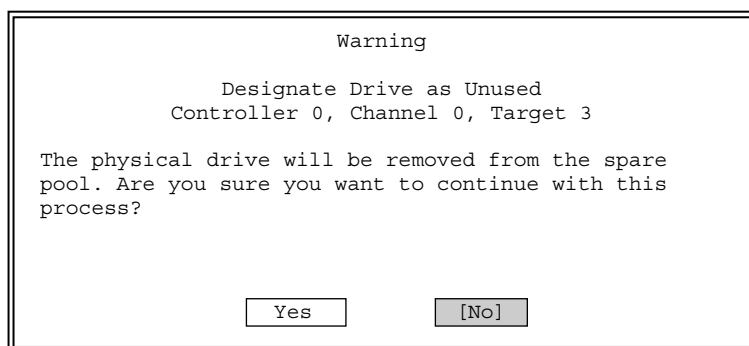 Warning
Designate Drive as Unused
Controller 0, Channel 0, Target 3
The physical drive will be removed from the spare
pool. Are you sure you want to continue with this
process?
Yes
[No]